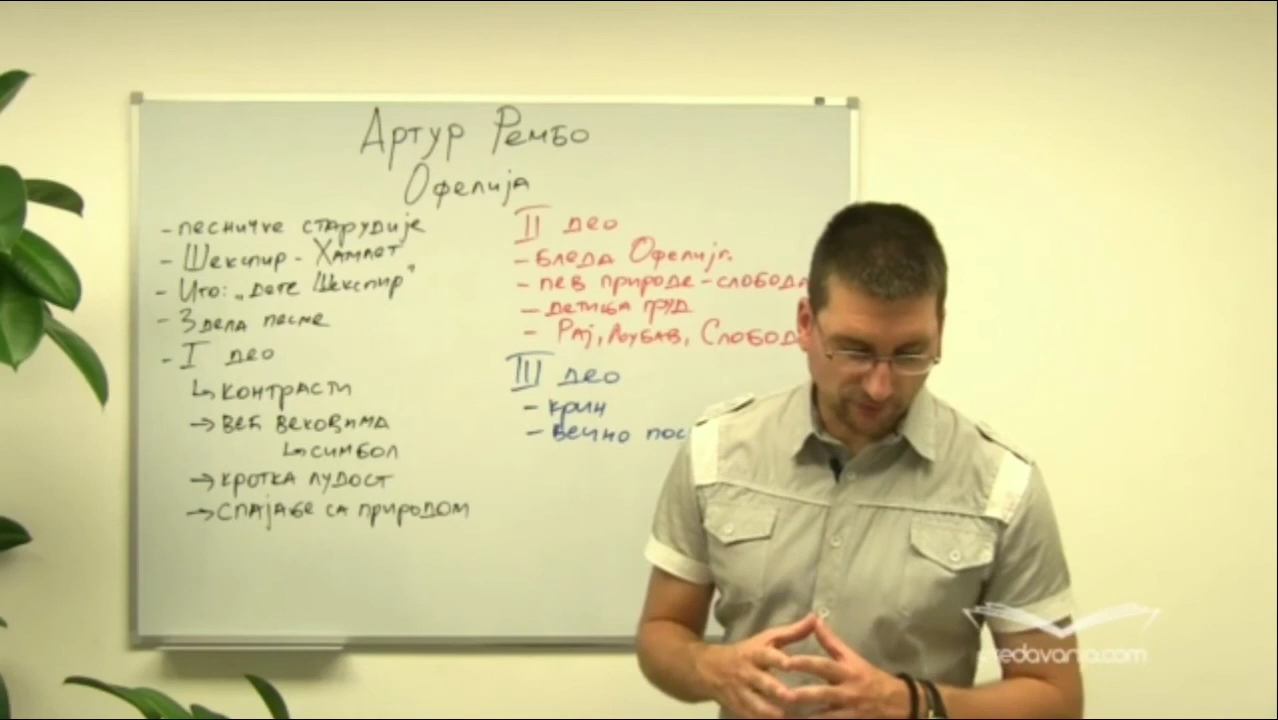 Артур Рембо
Офелија
- песничке старудије
- Шекспир - Хамлет
- Иго: „дете Шекспир"
- 3 дела песме
- I део
↳ контрасти
→ већ вековима
↳ симбол
→ кротка лудост
→ спајање са природом
II део
- бледа Офелија
- пев природе - слобода
- детиња груд
- Рај, Љубав, Слобода
III део
- крин
- вечно
edavanja.com